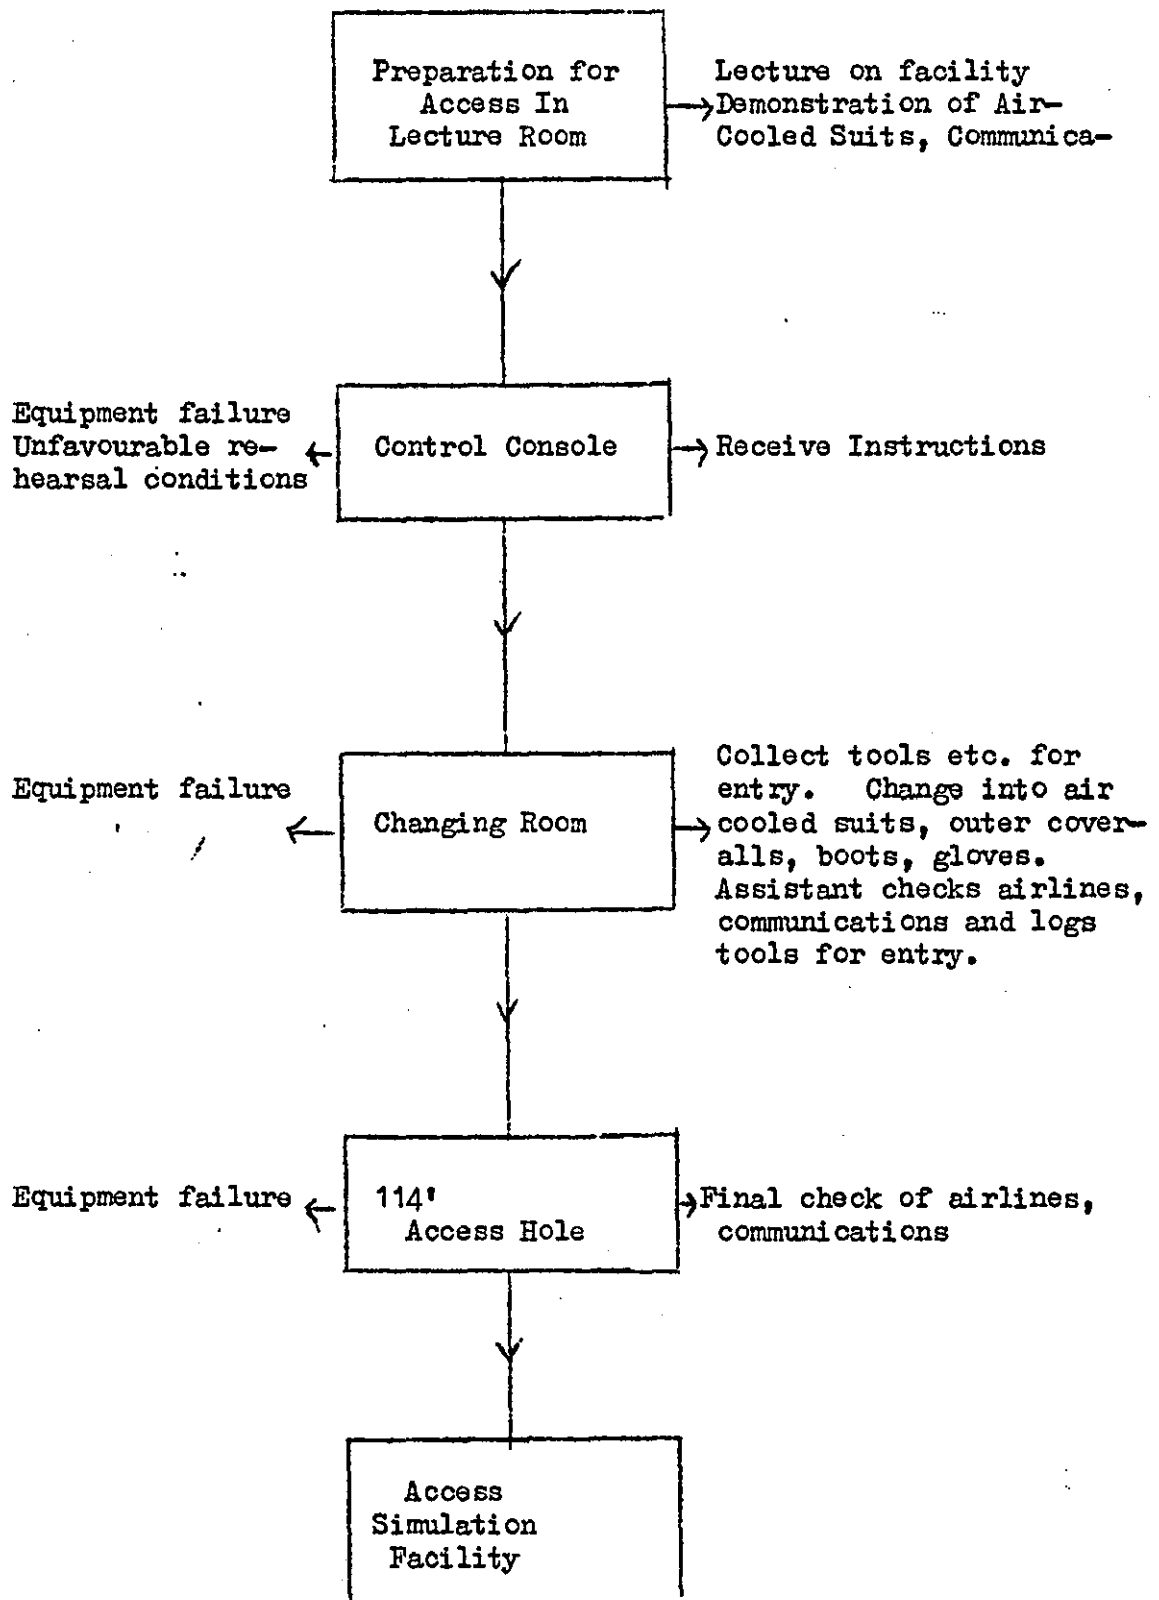 Preparation for
Access In
Lecture Room
Lecture on facility
Demonstration of Air-
Cooled Suits, Communica-
Equipment failure
Unfavourable re-
hearsal conditions
Control Console
Receive Instructions
Equipment failure
Changing Room
Collect tools etc. for
entry. Change into air
cooled suits, outer cover-
alls, boots, gloves.
Assistant checks airlines,
communications and logs
tools for entry.
Equipment failure
114'
Access Hole
Final check of airlines,
communications
Access
Simulation
Facility